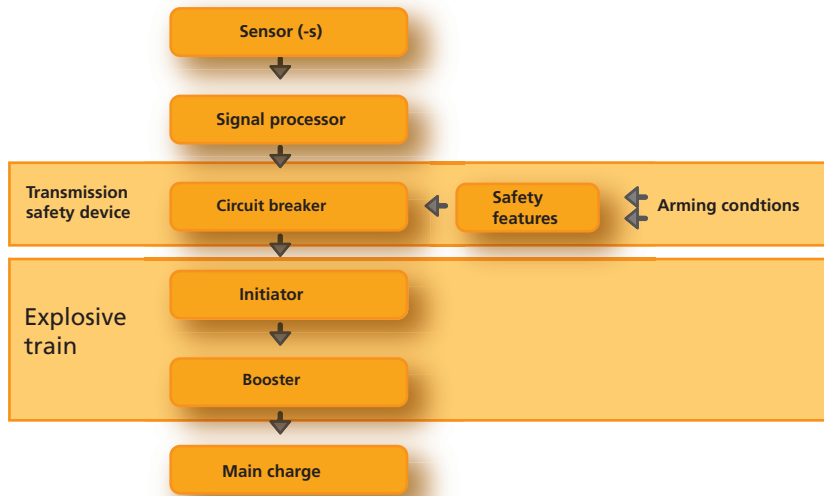 Sensor (-s)
Signal processor
Transmission
safety device
Circuit breaker
Safety
features
Arming condtions
Initiator
Explosive
train
Booster
Main charge